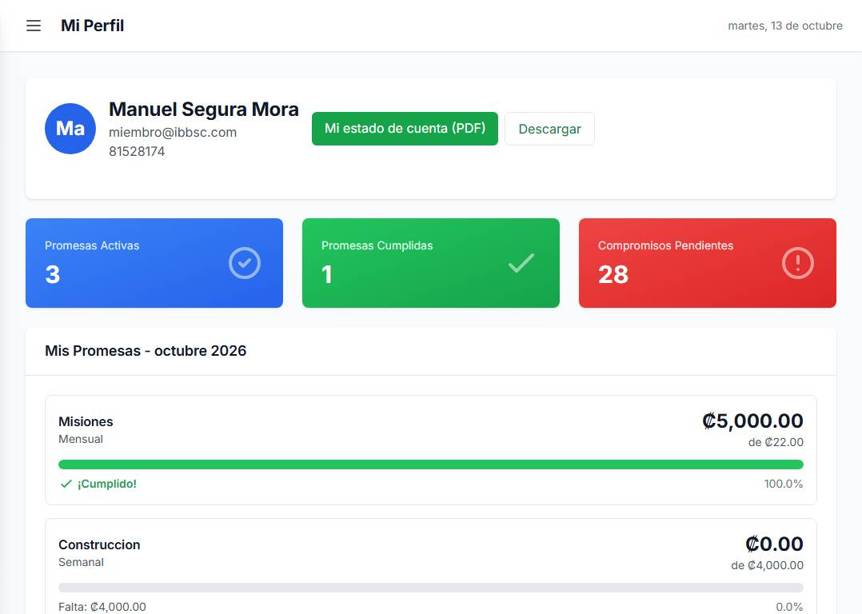 Mi Perfil
martes, 13 de octubre
Ma
Manuel Segura Mora
miembro@ibbsc.com
81528174
Mi estado de cuenta (PDF)
Descargar
Promesas Activas
3
Promesas Cumplidas
1
Compromisos Pendientes
28
Mis Promesas - octubre 2026
Misiones
₡5,000.00
Mensual
de ₡22.00
¡Cumplido!
100.0%
Construccion
₡0.00
Semanal
de ₡4,000.00
Falta: ₡4,000.00
0.0%